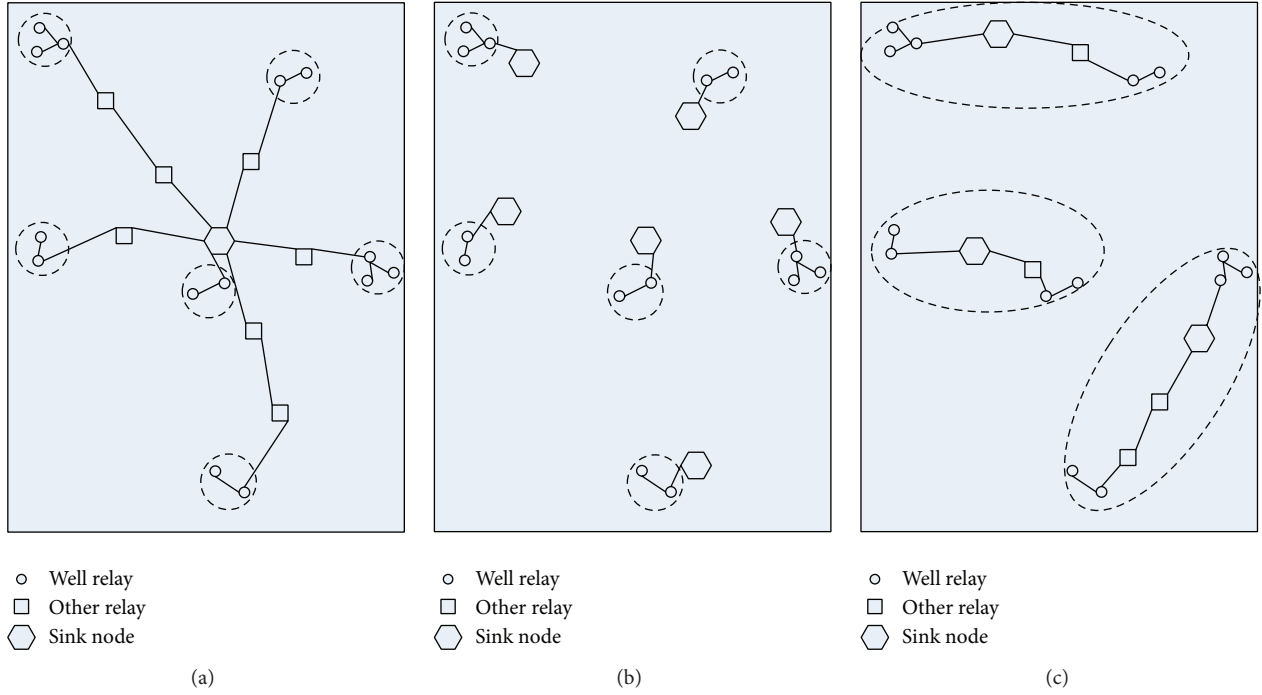 Well relay
Other relay
Sink node
(a)
Well relay
Other relay
Sink node
(b)
Well relay
Other relay
Sink node
(c)